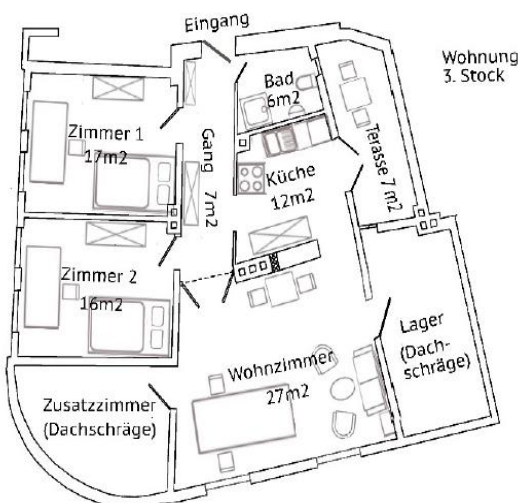 Eingang
Wohnung
3. Stock
Bad
6m2
Zimmer 1
17m2
Gang 7m2
Küche
12m2
Terasse 7 m2
Zimmer 2
16m2
Lager
(Dach-
schräge)
Wohnzimmer
27m2
Zusatzzimmer
(Dachschräge)